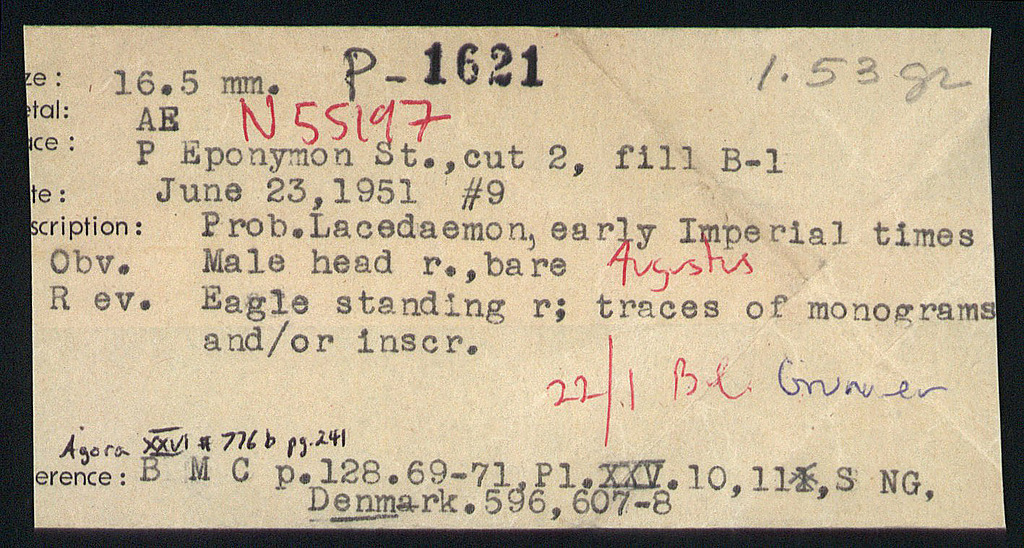 ze: 16.5 mm. P-1621 1.53 gr
etal: AE N 55197
ace: P Eponymon St.,cut 2, fill B-1
te: June 23,1951 #9
scription: Prob.Lacedaemon, early Imperial times
Obv. Male head r.,bare Augustus
R ev. Eagle standing r; traces of monograms
and/or inscr.
22/1 Bl.
Agora XXVI # 776 b pg.241
erence: B M C p.128.69-71,Pl.XXV.10,11,S NG,
Denmark.596,607-8